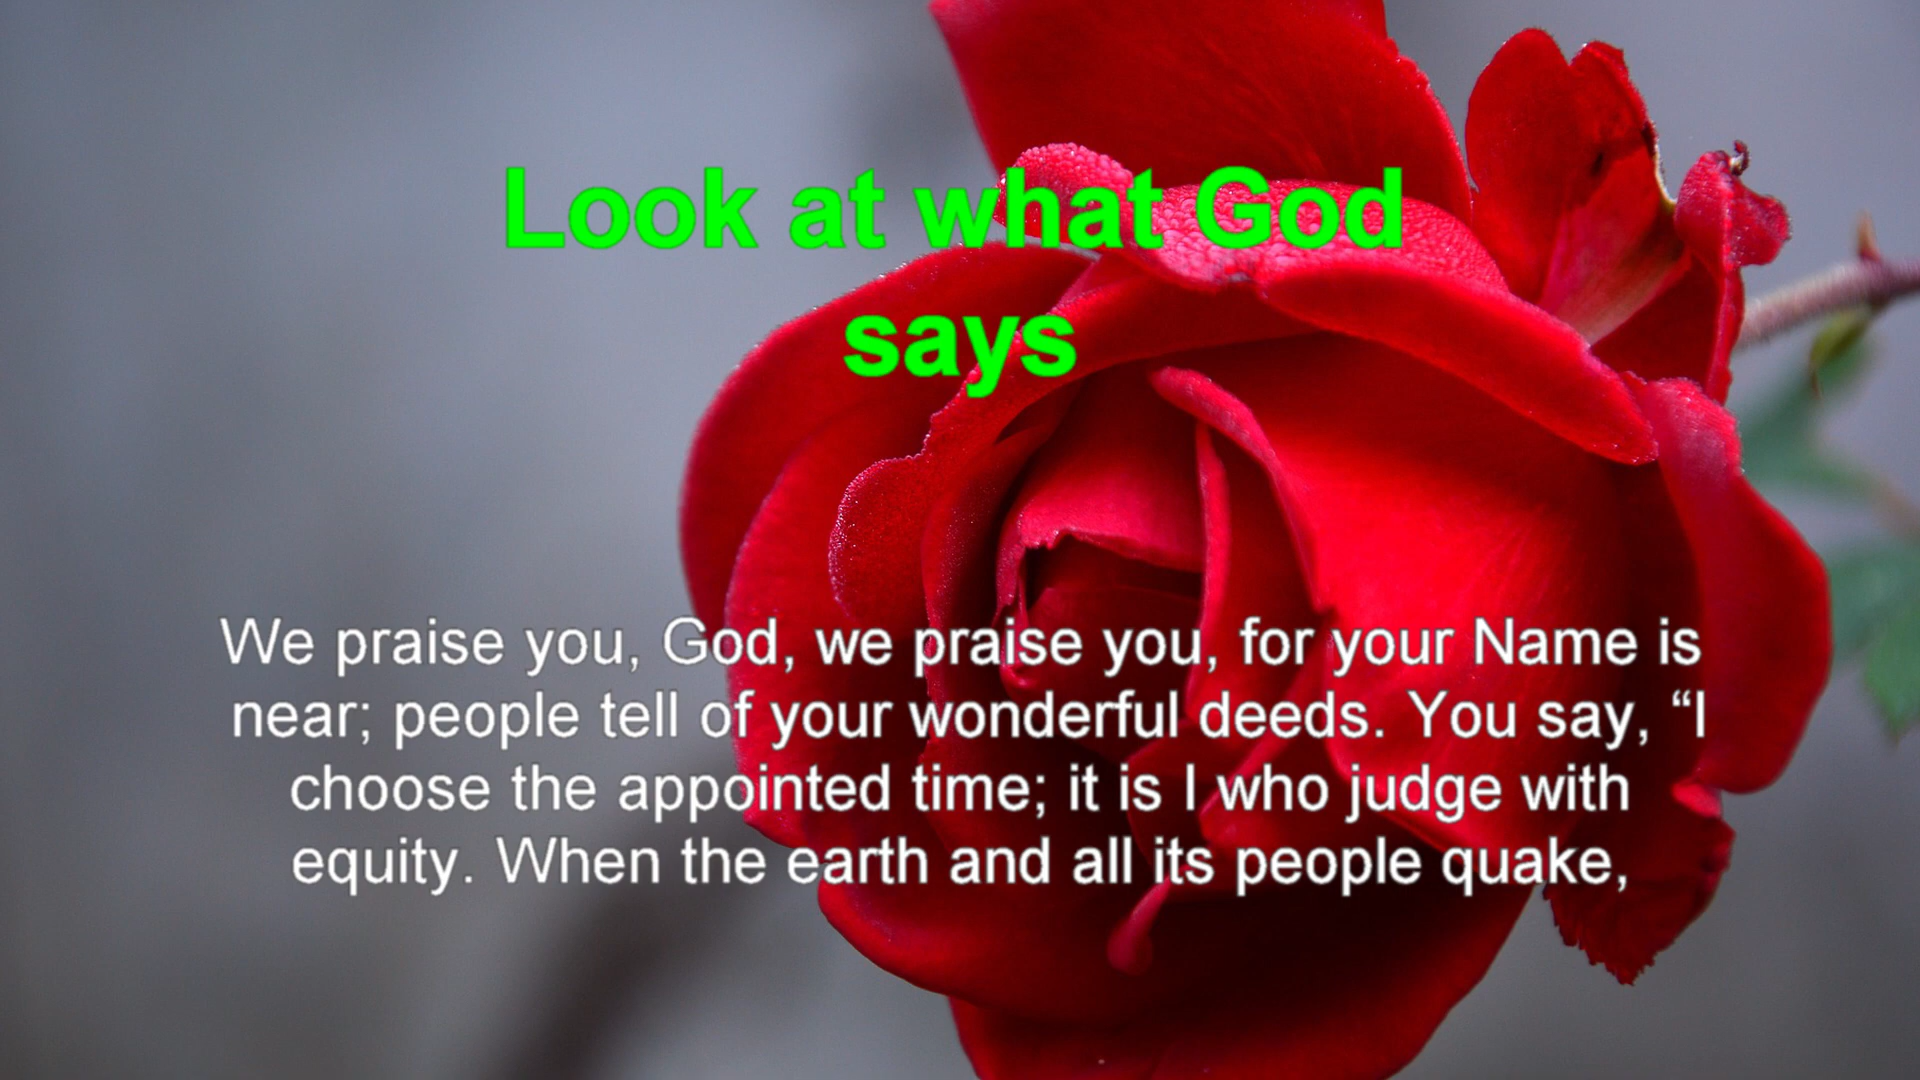 Look at what God
says
We praise you, God, we praise you, for your Name is
near; people tell of your wonderful deeds. You say, “I
choose the appointed time; it is I who judge with
equity. When the earth and all its people quake,